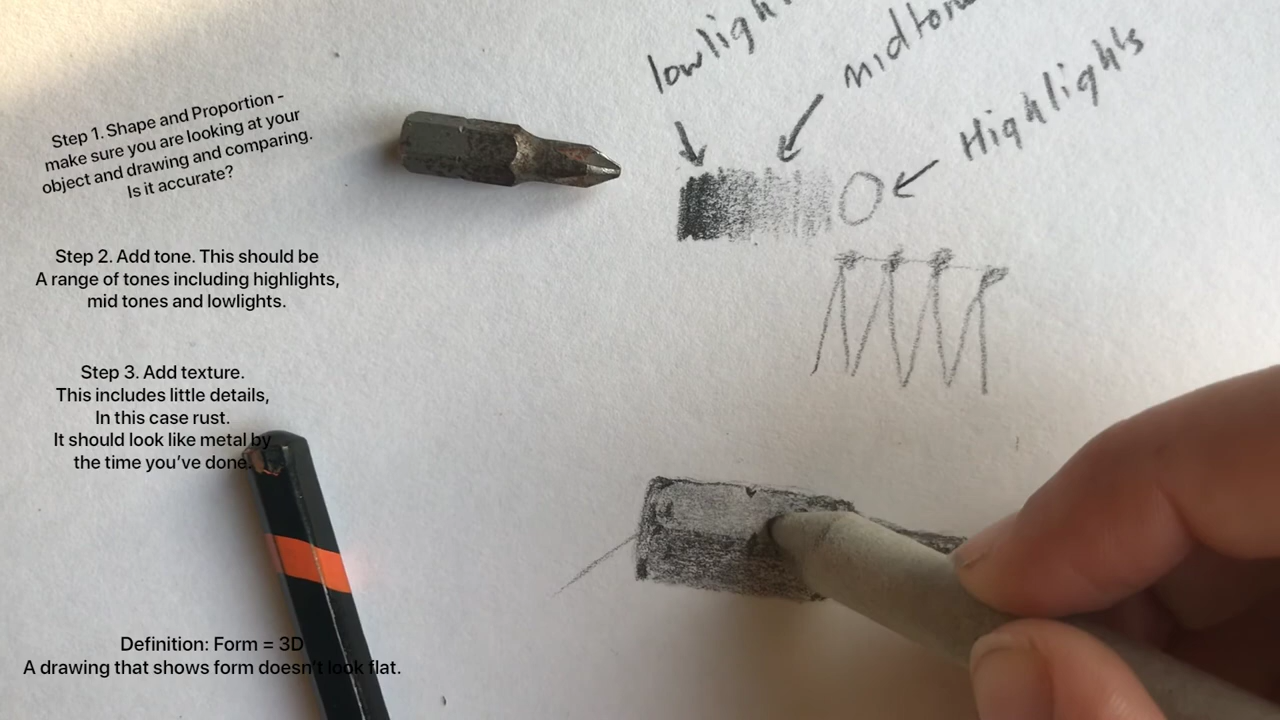 Step 1. Shape and Proportion -
make sure you are looking at your
object and drawing and comparing.
Is it accurate?
Step 2. Add tone. This should be
A range of tones including highlights,
mid tones and lowlights.
Step 3. Add texture.
This includes little details,
In this case rust.
It should look like metal by
the time you've done.
Definition: Form = 3D
A drawing that shows form doesn't look flat.
Highlights